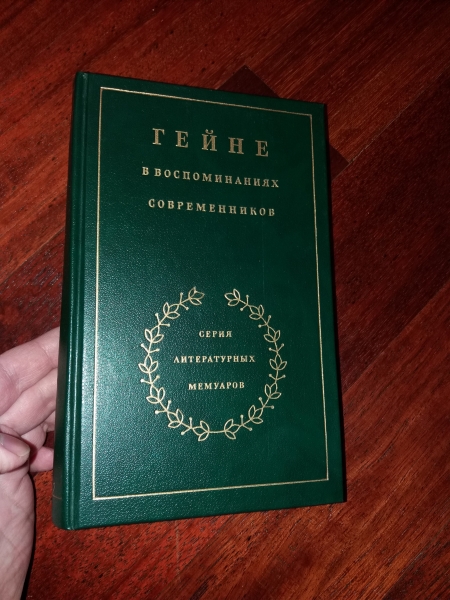 ГЕЙНЕ
В ВОСПОМИНАНИЯХ
СОВРЕМЕННИКОВ
СЕРИЯ
ЛИТЕРАТУРНЫХ
МЕМУАРОВ